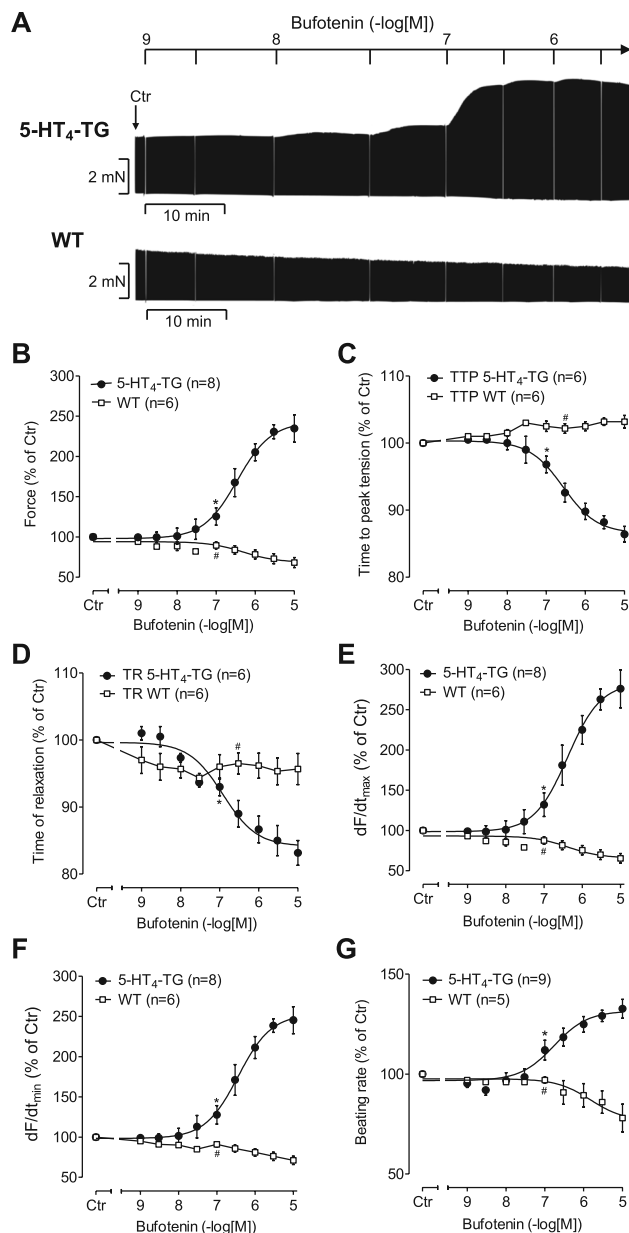 A
Bufotenin (-log[M])
9 8 7 6
Ctr
5-HT₄-TG
2 mN
10 min
WT
2 mN
10 min
B
5-HT₄-TG (n=8)
WT (n=6)
Force (% of Ctr)
300
250
200
150
100
50
*
#
Ctr 9 8 7 6 5
Bufotenin (-log[M])
C
TTP 5-HT₄-TG (n=6)
TTP WT (n=6)
Time to peak tension (% of Ctr)
110
100
90
80
#
*
Ctr 9 8 7 6 5
Bufotenin (-log[M])
D
TR 5-HT₄-TG (n=6)
TR WT (n=6)
Time of relaxation (% of Ctr)
110
100
90
80
#
*
Ctr 9 8 7 6 5
Bufotenin (-log[M])
E
5-HT₄-TG (n=8)
WT (n=6)
dF/dtmax (% of Ctr)
300
250
200
150
100
50
*
#
Ctr 9 8 7 6 5
Bufotenin (-log[M])
F
5-HT₄-TG (n=8)
WT (n=6)
dF/dtmin (% of Ctr)
300
250
200
150
100
50
*
#
Ctr 9 8 7 6 5
Bufotenin (-log[M])
G
5-HT₄-TG (n=9)
WT (n=5)
Beating rate (% of Ctr)
150
100
50
*
#
Ctr 9 8 7 6 5
Bufotenin (-log[M])